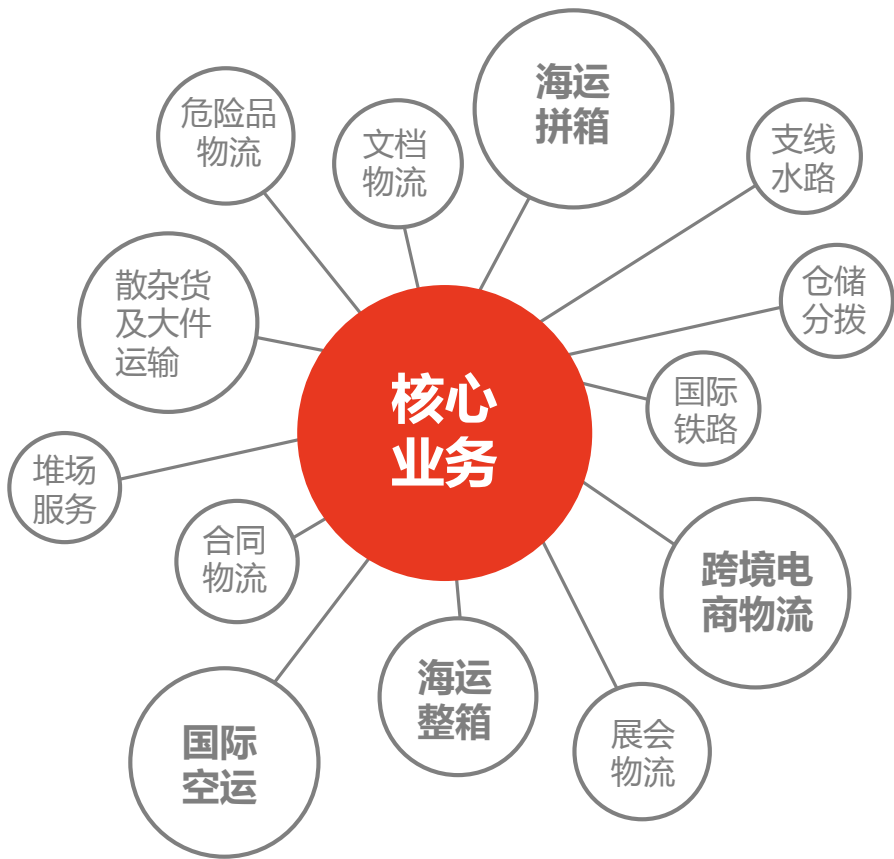 海运
拼箱
危险品
物流
文档
物流
支线
水路
散杂货
及大件
运输
仓储
分拨
核心
业务
国际
铁路
堆场
服务
合同
物流
跨境电
商物流
海运
整箱
国际
空运
展会
物流